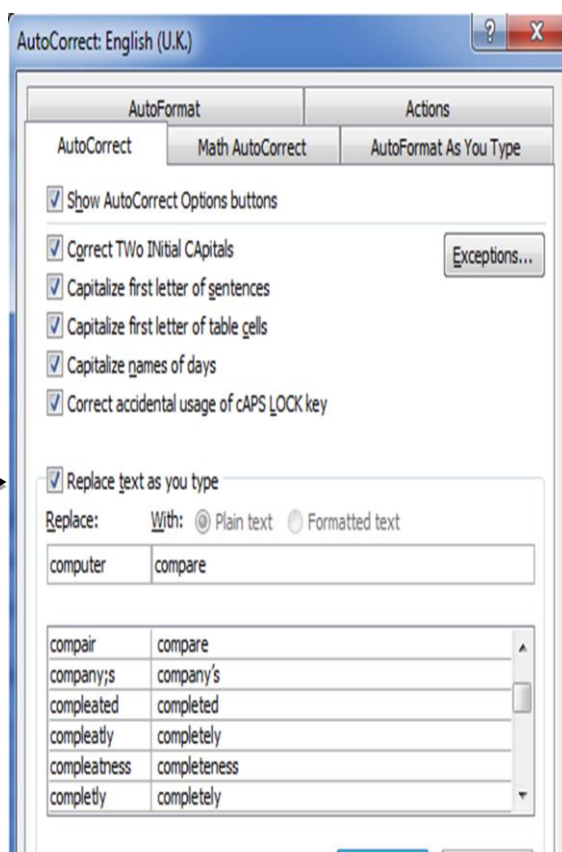 AutoCorrect: English (U.K.)
? X
AutoFormat Actions
AutoCorrect Math AutoCorrect AutoFormat As You Type
Show AutoCorrect Options buttons
Correct TWo INitial CApitals Exceptions...
Capitalize first letter of sentences
Capitalize first letter of table cells
Capitalize names of days
Correct accidental usage of cAPS LOCK key
Replace text as you type
Replace: With: Plain text Formatted text
computer compare
compair compare
company;s company's
compleated completed
compleatly completely
compleatness completeness
completly completely